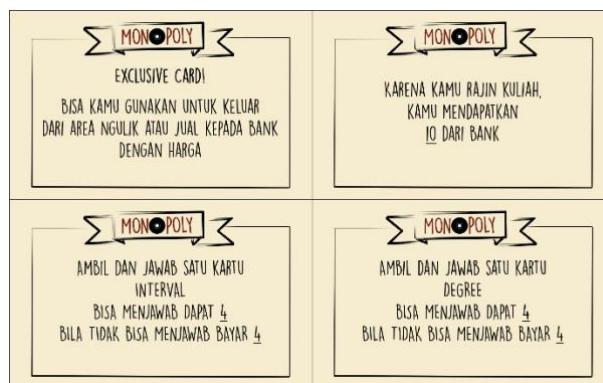 MONOPOLY
EXCLUSIVE CARD!
BISA KAMU GUNAKAN UNTUK KELUAR
DARI AREA NGULIK ATAU JUAL KEPADA BANK
DENGAN HARGA
MONOPOLY
KARENA KAMU RAJIN KULIAH,
KAMU MENDAPATKAN
10 DARI BANK
MONOPOLY
AMBIL DAN JAWAB SATU KARTU
INTERVAL
BISA MENJAWAB DAPAT 4
BILA TIDAK BISA MENJAWAB BAYAR 4
MONOPOLY
AMBIL DAN JAWAB SATU KARTU
DEGREE
BISA MENJAWAB DAPAT 4
BILA TIDAK BISA MENJAWAB BAYAR 4